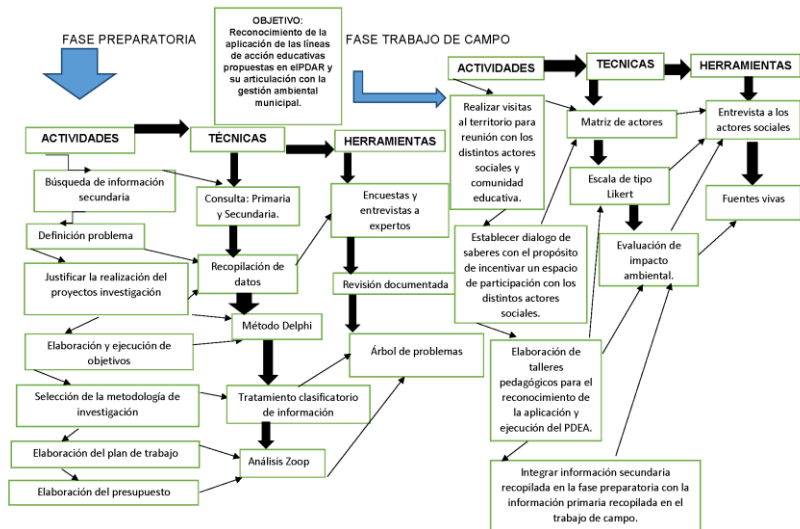 FASE PREPARATORIA
OBJETIVO:
Reconocimiento de la
aplicación de las líneas
de acción educativas
propuestas en elPDAR y
su articulación con la
gestión ambiental
municipal.
ACTIVIDADES
TÉCNICAS
HERRAMIENTAS
Búsqueda de información
secundaria
Definición problema
Justificar la realización del
proyectos investigación
Elaboración y ejecución de
objetivos
Selección de la metodología de
investigación
Elaboración del plan de trabajo
Elaboración del presupuesto
Consulta: Primaria
y Secundaria.
Recopilación de
datos
Método Delphi
Tratamiento clasificatorio
de información
Análisis Zoop
Encuestas y
entrevistas a
expertos
Revisión documentada
Árbol de problemas
FASE TRABAJO DE CAMPO
ACTIVIDADES
TECNICAS
HERRAMIENTAS
Realizar visitas
al territorio para
reunión con los
distintos actores
sociales y
comunidad
educativa.
Establecer dialogo de
saberes con el propósito
de incentivar un espacio
de participación con los
distintos actores
sociales.
Elaboración de
talleres
pedagógicos para el
reconocimiento de
la aplicación y
ejecución del PDEA.
Integrar información secundaria
recopilada en la fase preparatoria con la
información primaria recopilada en el
trabajo de campo.
Matriz de actores
Escala de tipo
Likert
Evaluación de
impacto
ambiental.
Entrevista a los
actores sociales
Fuentes vivas